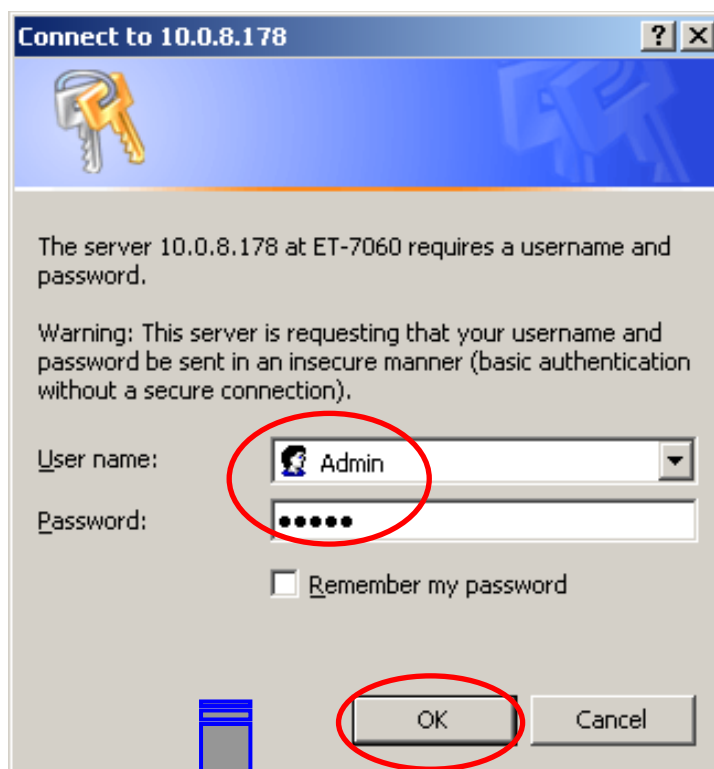 Connect to 10.0.8.178
The server 10.0.8.178 at ET-7060 requires a username and
password.
Warning: This server is requesting that your username and
password be sent in an insecure manner (basic authentication
without a secure connection).
User name: Admin
Password: •••••
Remember my password
OK Cancel